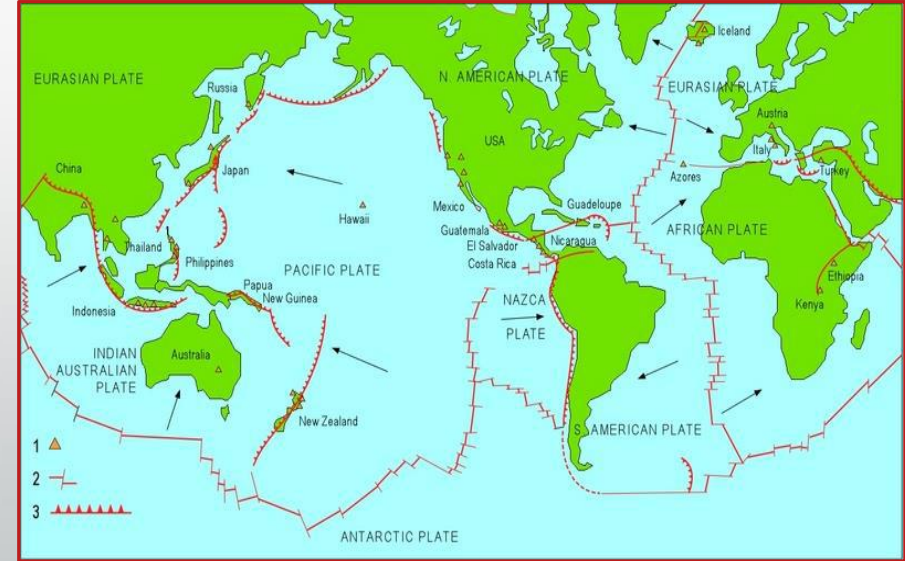 EURASIAN PLATE
N. AMERICAN PLATE
EURASIAN PLATE
Iceland
Russia
USA
Austria
Italy
Turkey
Azores
China
Japan
Hawaii
Mexico
Guadeloupe
Guatemala
El Salvador
Nicaragua
Costa Rica
AFRICAN PLATE
Ethiopia
Kenya
Thailand
Philippines
PACIFIC PLATE
Papua
New Guinea
Indonesia
NAZCA
PLATE
INDIAN
AUSTRALIAN
PLATE
Australia
New Zealand
S. AMERICAN PLATE
1
2
3
ANTARCTIC PLATE